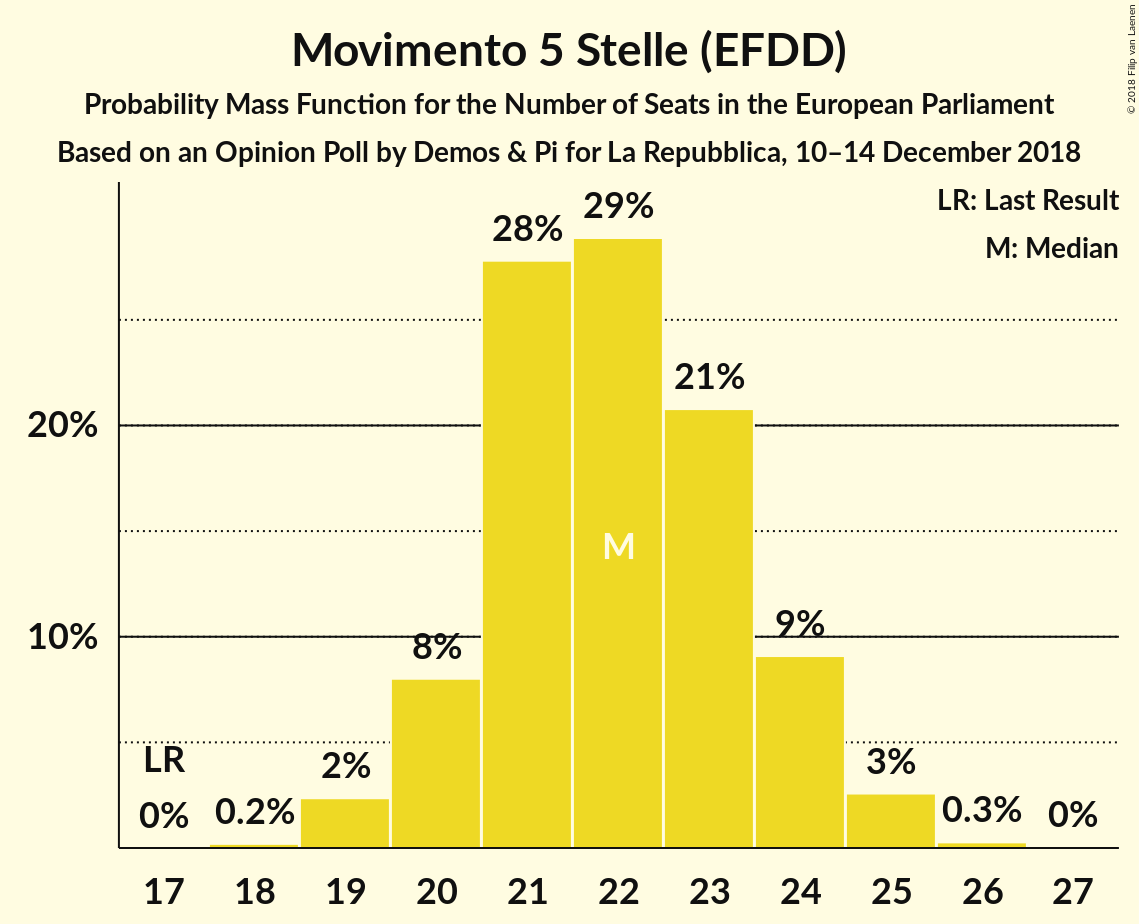 Movimento 5 Stelle (EFDD)
Probability Mass Function for the Number of Seats in the European Parliament
Based on an Opinion Poll by Demos & Pi for La Repubblica, 10–14 December 2018
© 2018 Filip van Laenen
LR: Last Result
M: Median
29%
28%
21%
20%
M
10%
9%
8%
LR
2%
3%
0%
0.2%
0.3%
0%
17 18 19 20 21 22 23 24 25 26 27